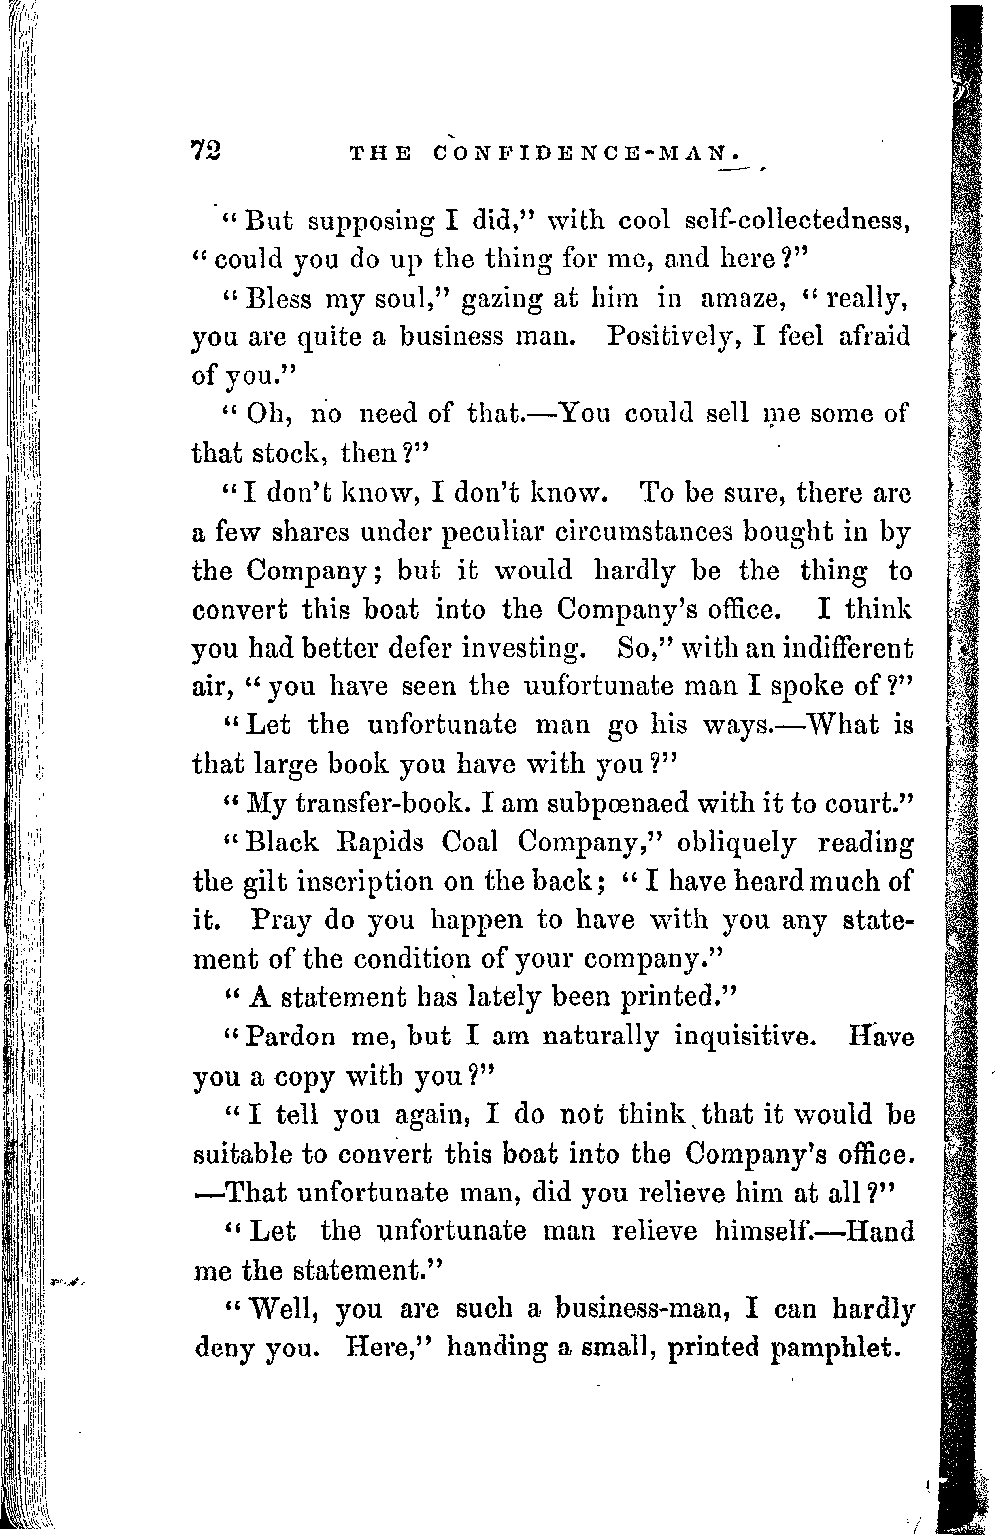 72 THE CONFIDENCE-MAN.
“But supposing I did,” with cool self-collectedness,
“could you do up the thing for me, and here?”
“Bless my soul,” gazing at him in amaze, “really,
you are quite a business man. Positively, I feel afraid
of you.”
“Oh, no need of that.—You could sell me some of
that stock, then?”
“I don’t know, I don’t know. To be sure, there are
a few shares under peculiar circumstances bought in by
the Company; but it would hardly be the thing to
convert this boat into the Company’s office. I think
you had better defer investing. So,” with an indifferent
air, “you have seen the uufortunate man I spoke of?”
“Let the unfortunate man go his ways.—What is
that large book you have with you?”
“My transfer-book. I am subpœnaed with it to court.”
“Black Rapids Coal Company,” obliquely reading
the gilt inscription on the back; “I have heard much of
it. Pray do you happen to have with you any state-
ment of the condition of your company.”
“A statement has lately been printed.”
“Pardon me, but I am naturally inquisitive. Have
you a copy with you?”
“I tell you again, I do not think that it would be
suitable to convert this boat into the Company’s office.
—That unfortunate man, did you relieve him at all?”
“Let the unfortunate man relieve himself.—Hand
me the statement.”
“Well, you are such a business-man, I can hardly
deny you. Here,” handing a small, printed pamphlet.